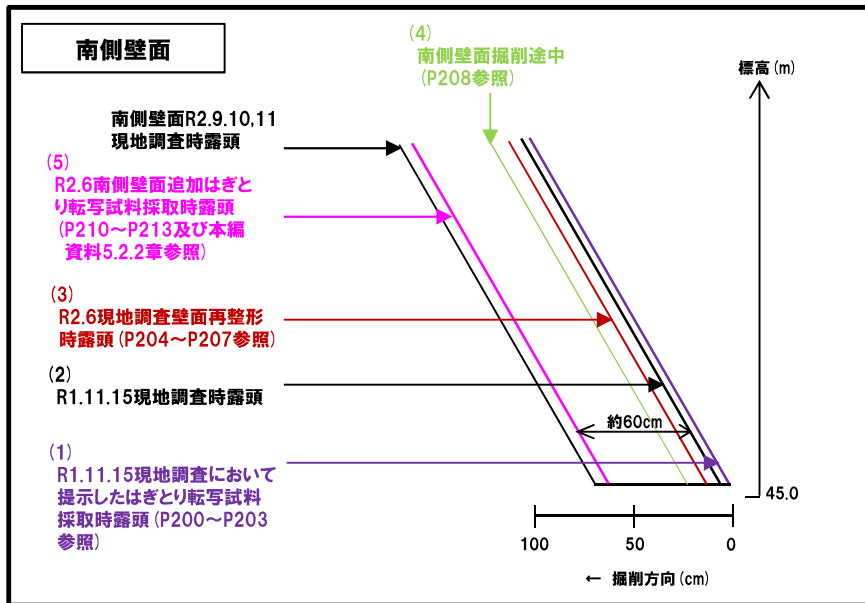 南側壁面
(4)
南側壁面掘削途中
(P208参照)
標高(m)
南側壁面R2.9.10,11
現地調査時露頭
(5)
R2.6南側壁面追加はぎと
り転写試料採取時露頭
(P210～P213及び本編
資料5.2.2章参照)
(3)
R2.6現地調査壁面再整形
時露頭(P204～P207参照)
(2)
R1.11.15現地調査時露頭
約60cm
(1)
R1.11.15現地調査において
提示したはぎとり転写試料
採取時露頭(P200～P203
参照)
45.0
100 50 0
← 掘削方向(cm)